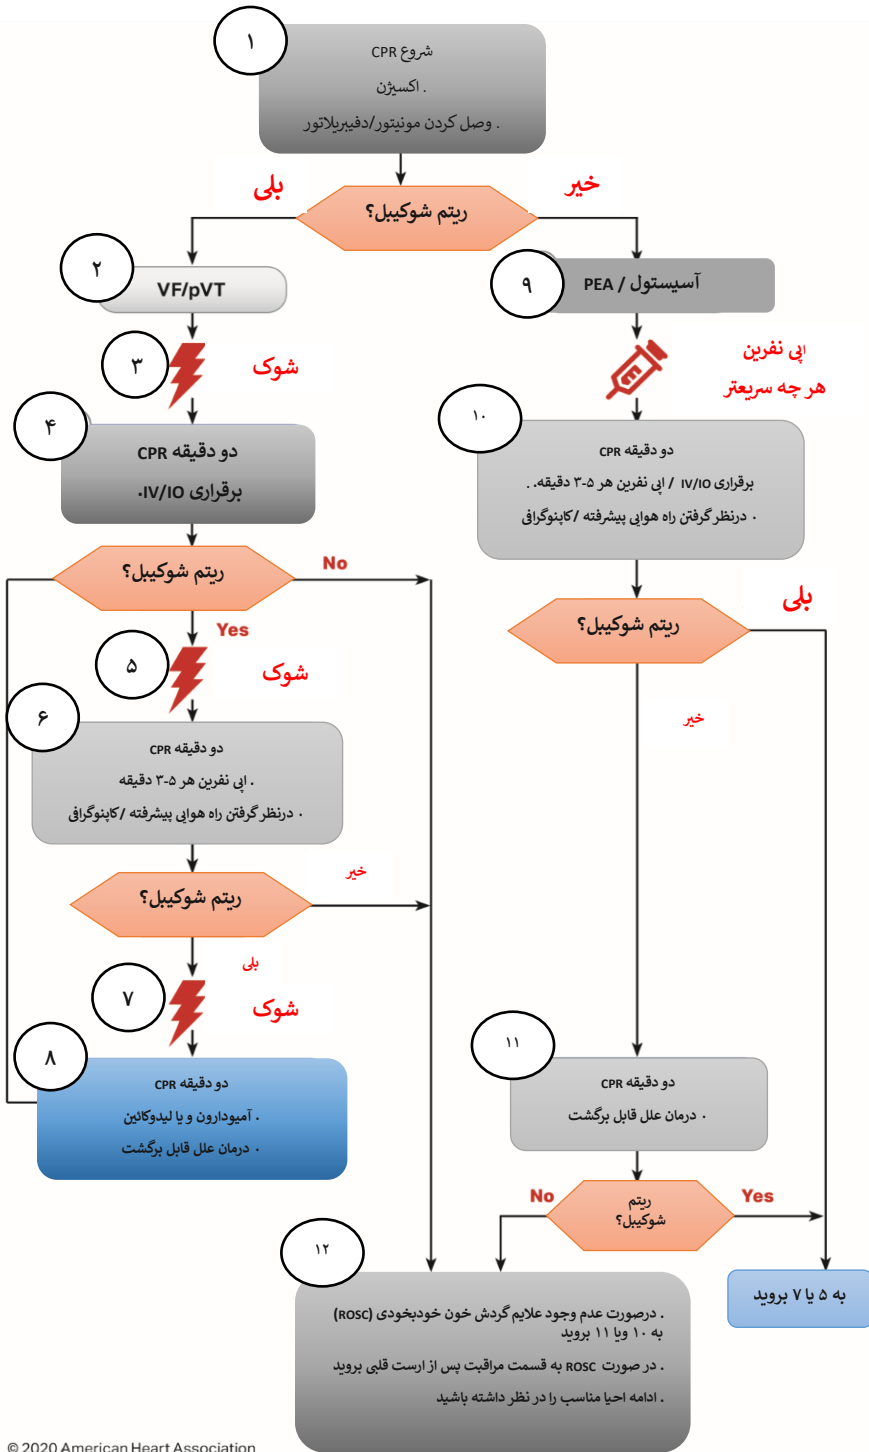 ۱
شروع CPR
. اکسیژن
. وصل کردن مونیتور/دفیبریلاتور
بلی
خیر
ریتم شوکیبل؟
۲
VF/pVT
۳
شوک
۴
دو دقیقه CPR
برقراری IV/IO.
ریتم شوکیبل؟
No
Yes
۵
شوک
۶
دو دقیقه CPR
. اپی نفرین هر ۵-۳ دقیقه
. درنظر گرفتن راه هوایی پیشرفته /کاپنوگرافی
ریتم شوکیبل؟
خیر
بلی
۷
شوک
۸
دو دقیقه CPR
. آمیودارون و یا لیدوکائین
. درمان علل قابل برگشت
۹
آسیستول / PEA
اپی نفرین
هر چه سریعتر
۱۰
دو دقیقه CPR
برقراری IV/IO / اپی نفرین هر ۵-۳ دقیقه. .
. درنظر گرفتن راه هوایی پیشرفته /کاپنوگرافی
بلی
ریتم شوکیبل؟
خیر
۱۱
دو دقیقه CPR
. درمان علل قابل برگشت
No
Yes
ریتم
شوکیبل؟
۱۲
. درصورت عدم وجود علایم گردش خون خودبخودی (ROSC)
به ۱۰ ویا ۱۱ بروید
. در صورت ROSC به قسمت مراقبت پس از ارست قلبی بروید
. ادامه احیا مناسب را در نظر داشته باشید
به ۵ یا ۷ بروید
© 2020 American Heart Association